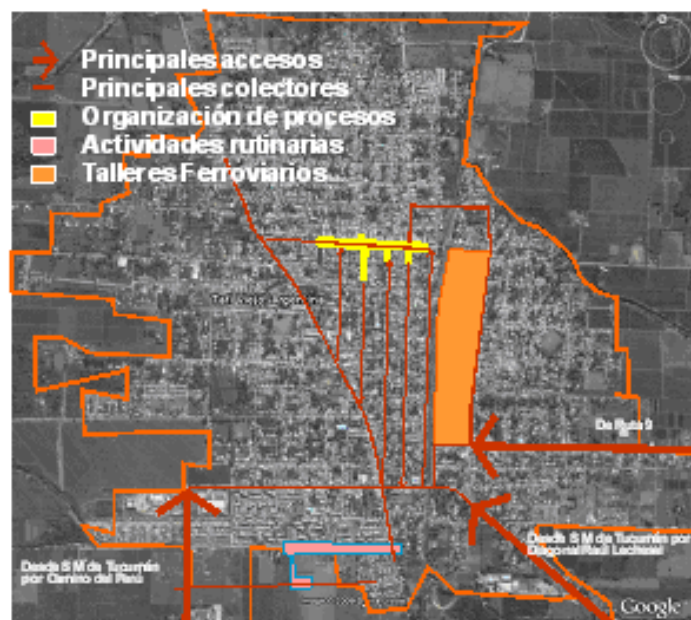 Principales accesos
Principales colectores
Organización de procesos
Actividades rutinarias
Talleres Ferroviarios
De Ruta 9
Desde S M de Tucumán por
Diagonal Raúl
Desde S M de Tucumán
por Camino del Perú
Google